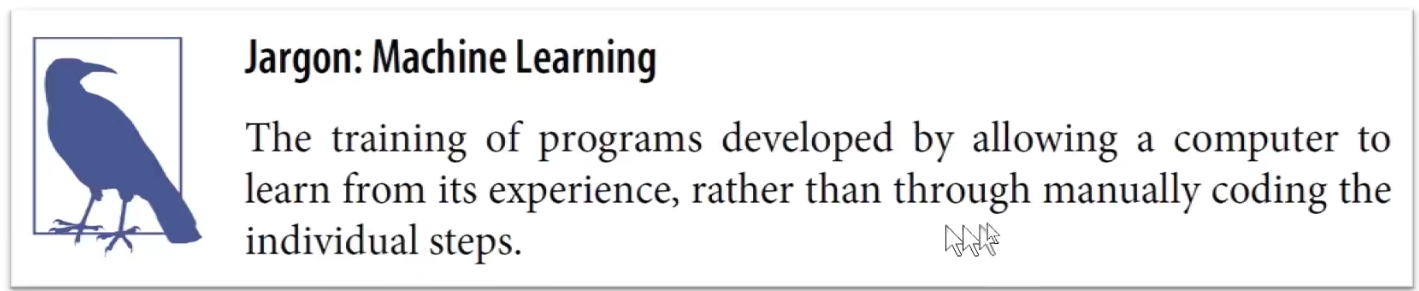 Jargon: Machine Learning
The training of programs developed by allowing a computer to
learn from its experience, rather than through manually coding the
individual steps.